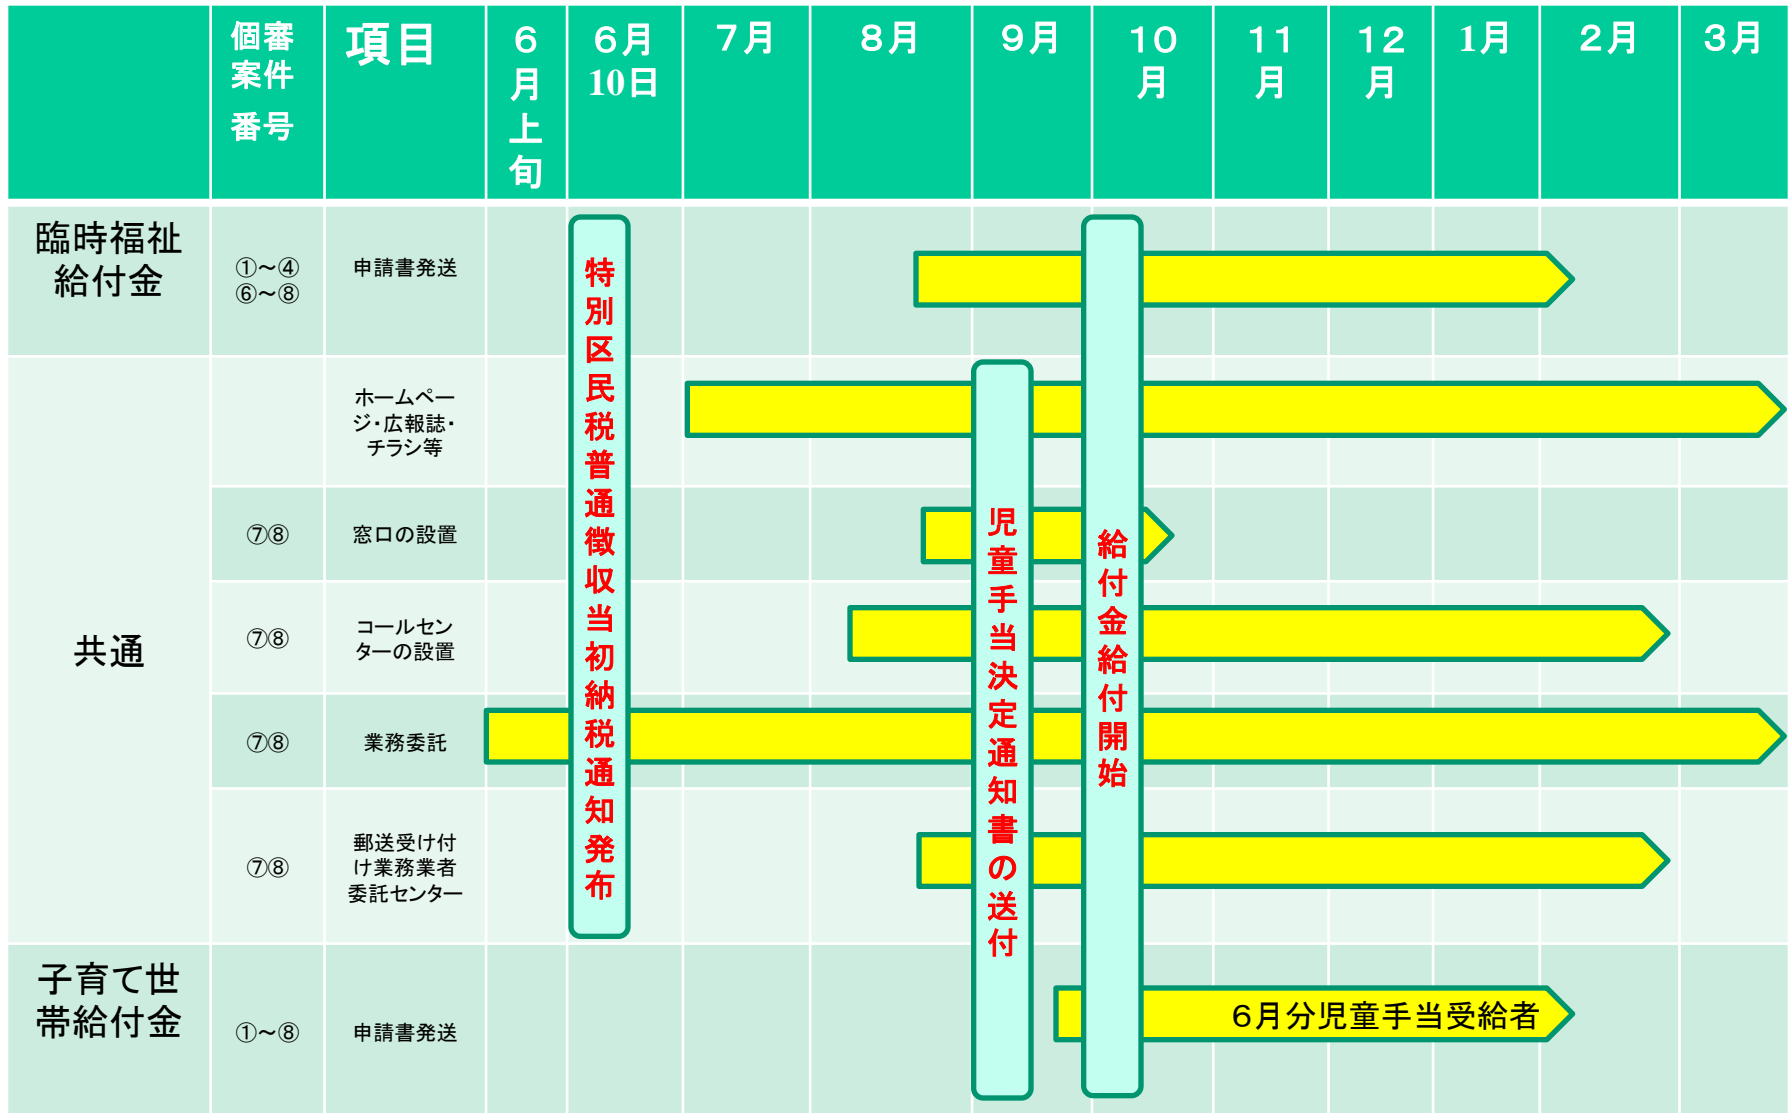 個審
案件
番号
項目
６
月
上
旬
６月
10日
７月
８月
９月
１０
月
１１
月
１２
月
1月
２月
３月
臨時福祉
給付金
①～④
⑥～⑧
申請書発送
共通
ホームペー
ジ・広報誌・
チラシ等
⑦⑧
窓口の設置
⑦⑧
コールセン
ターの設置
⑦⑧
業務委託
⑦⑧
郵送受け付
け業務業者
委託センター
子育て世
帯給付金
①～⑧
申請書発送
特別区民税普通徴収当初納税通知発布
児童手当決定通知書の送付
給付金給付開始
６月分児童手当受給者